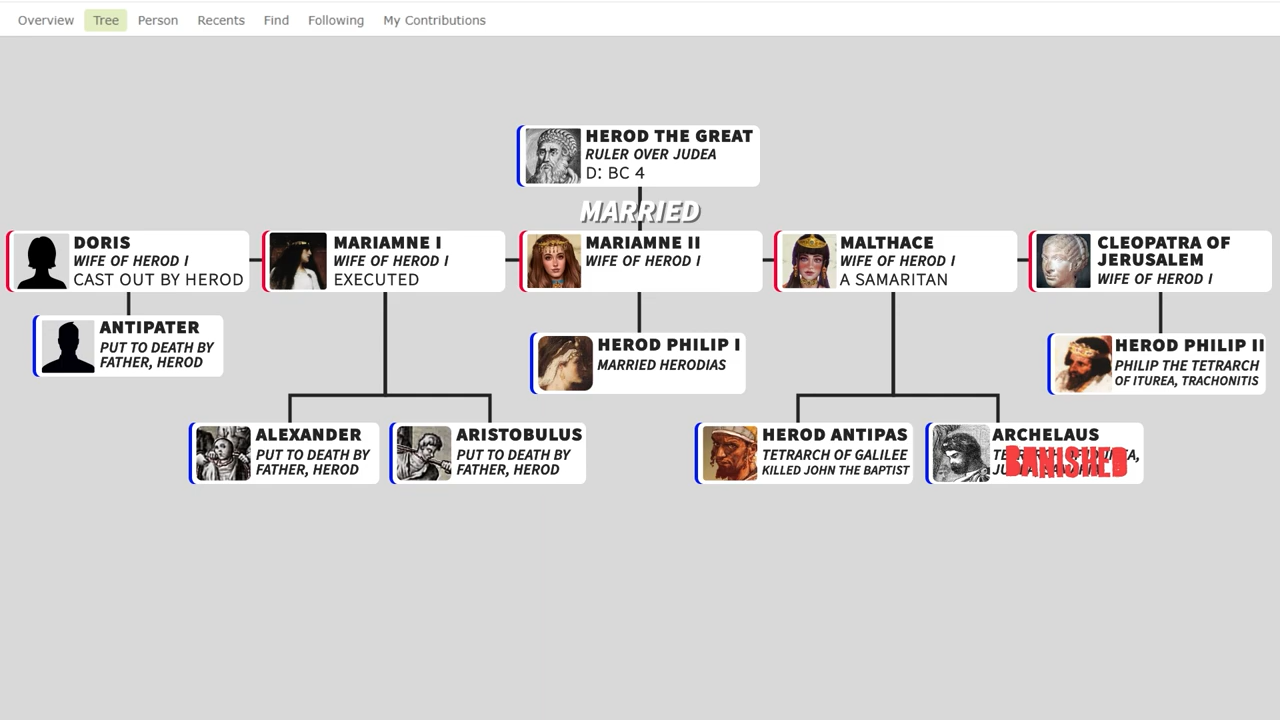 Overview Tree Person Recents Find Following My Contributions
HEROD THE GREAT
RULER OVER JUDEA
D: BC 4
MARRIED
DORIS
WIFE OF HEROD I
CAST OUT BY HEROD
MARIAMNE I
WIFE OF HEROD I
EXECUTED
MARIAMNE II
WIFE OF HEROD I
MALTHACE
WIFE OF HEROD I
A SAMARITAN
CLEOPATRA OF
JERUSALEM
WIFE OF HEROD I
ANTIPATER
PUT TO DEATH BY
FATHER, HEROD
HEROD PHILIP I
MARRIED HERODIAS
HEROD PHILIP II
PHILIP THE TETRARCH
OF ITUREA, TRACHONITIS
ALEXANDER
PUT TO DEATH BY
FATHER, HEROD
ARISTOBULUS
PUT TO DEATH BY
FATHER, HEROD
HEROD ANTIPAS
TETRARCH OF GALILEE
KILLED JOHN THE BAPTIST
ARCHELAUS
BANISHED